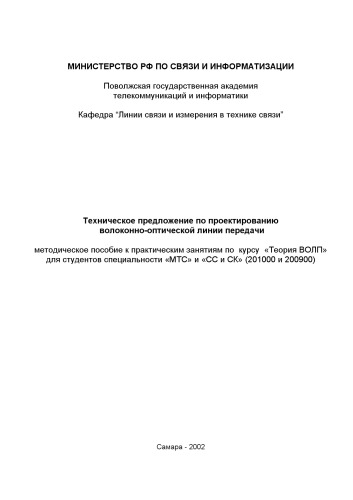 МИНИСТЕРСТВО РФ ПО СВЯЗИ И ИНФОРМАТИЗАЦИИ
Поволжская государственная академия
телекоммуникаций и информатики
Кафедра “Линии связи и измерения в технике связи”
Техническое предложение по проектированию
волоконно-оптической линии передачи
методическое пособие к практическим занятиям по курсу «Теория ВОЛП»
для студентов специальности «МТС» и «СС и СК» (201000 и 200900)
Самара - 2002